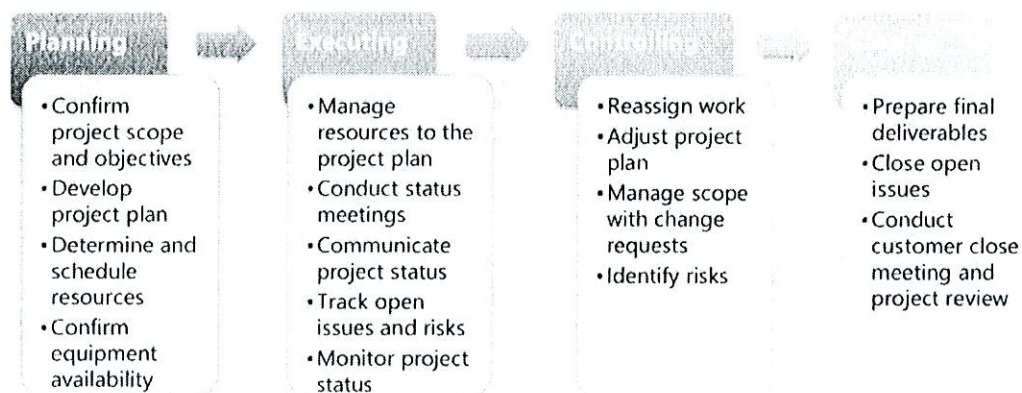 Planning
Executing
Controlling
• Confirm
project scope
and objectives
• Develop
project plan
• Determine and
schedule
resources
• Confirm
equipment
availability
• Manage
resources to the
project plan
• Conduct status
meetings
• Communicate
project status
• Track open
issues and risks
• Monitor project
status
• Reassign work
• Adjust project
plan
• Manage scope
with change
requests
• Identify risks
• Prepare final
deliverables
• Close open
issues
• Conduct
customer close
meeting and
project review